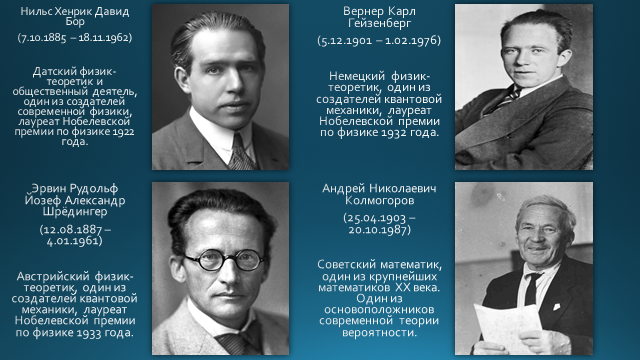 Нильс Хенрик Давид
Бор
(7.10.1885 – 18.11.1962)
Датский физик-
теоретик и
общественный деятель,
один из создателей
современной физики,
лауреат Нобелевской
премии по физике 1922
года.
Вернер Карл
Гейзенберг
(5.12.1901 – 1.02.1976)
Немецкий физик-
теоретик, один из
создателей квантовой
механики, лауреат
Нобелевской премии
по физике 1932 года.
Эрвин Рудольф
Йозеф Александр
Шрёдингер
(12.08.1887 –
4.01.1961)
Австрийский физик-
теоретик, один из
создателей квантовой
механики, лауреат
Нобелевской премии
по физике 1933 года.
Андрей Николаевич
Колмогоров
(25.04.1903 –
20.10.1987)
Советский математик,
один из крупнейших
математиков XX века.
Один из
основоположников
современной теории
вероятности.